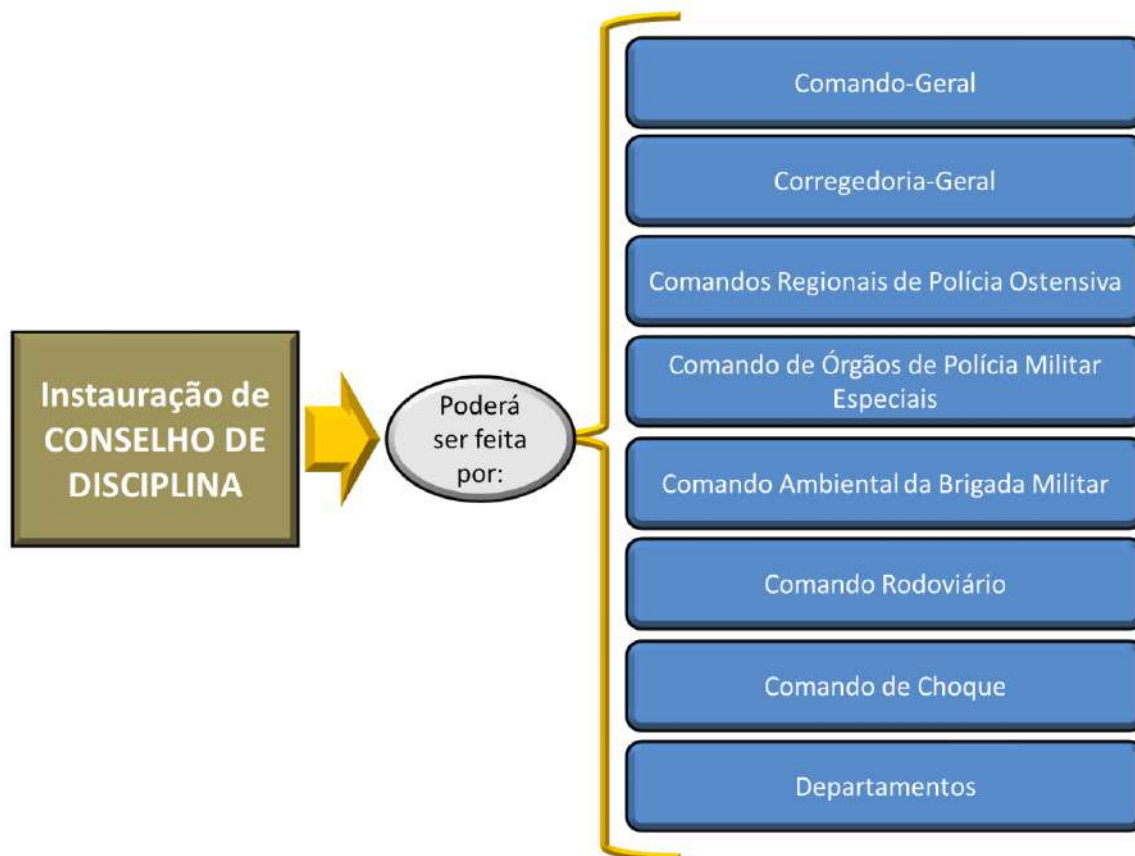 Instauração de
CONSELHO DE
DISCIPLINA
Poderá
ser feita
por:
Comando-Geral
Corregedoria-Geral
Comandos Regionais de Polícia Ostensiva
Comando de Órgãos de Polícia Militar
Especiais
Comando Ambiental da Brigada Militar
Comando Rodoviário
Comando de Choque
Departamentos